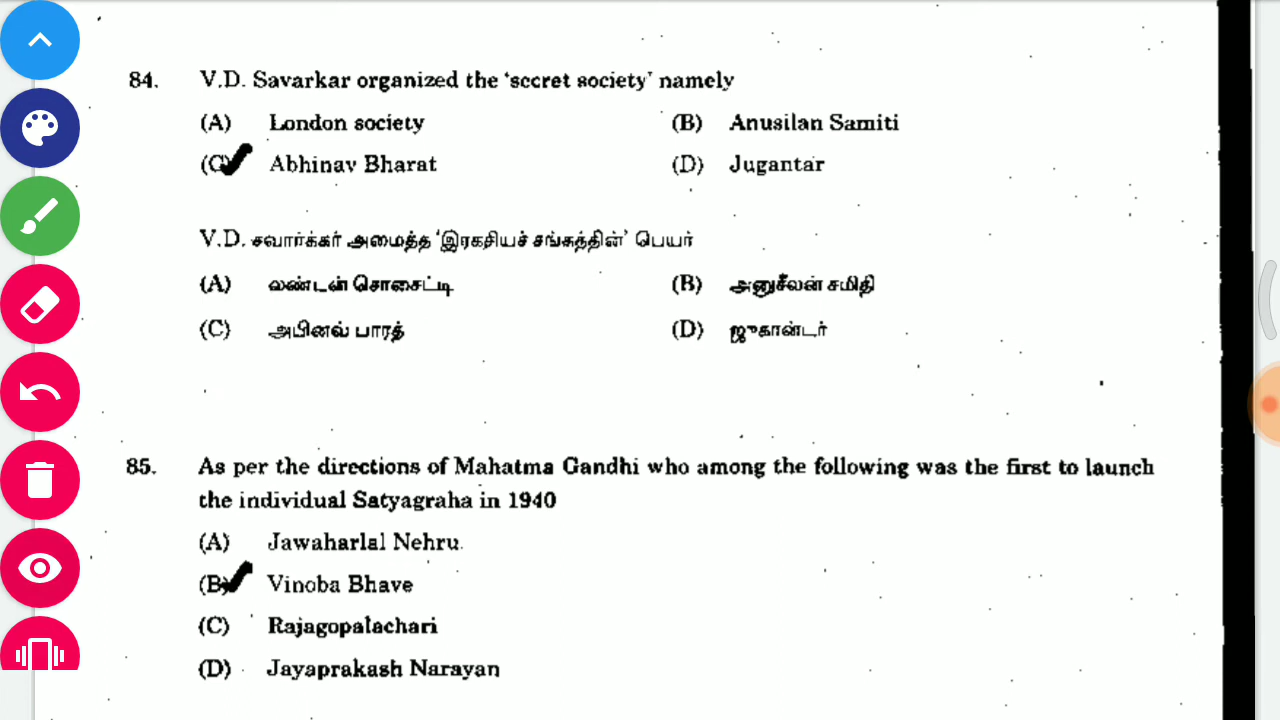 84. V.D. Savarkar organized the 'secret society' namely
(A) London society (B) Anusilan Samiti
(C) Abhinav Bharat (D) Jugantar
V.D. சவார்க்கர் அமைத்த 'இரகசியச் சங்கத்தின்' பெயர்
(A) லண்டன் சொசைட்டி (B) அனுசீலன் சமிதி
(C) அபினவ் பாரத் (D) ஜுகான்டர்
85. As per the directions of Mahatma Gandhi who among the following was the first to launch
the individual Satyagraha in 1940
(A) Jawaharlal Nehru
(B) Vinoba Bhave
(C) Rajagopalachari
(D) Jayaprakash Narayan